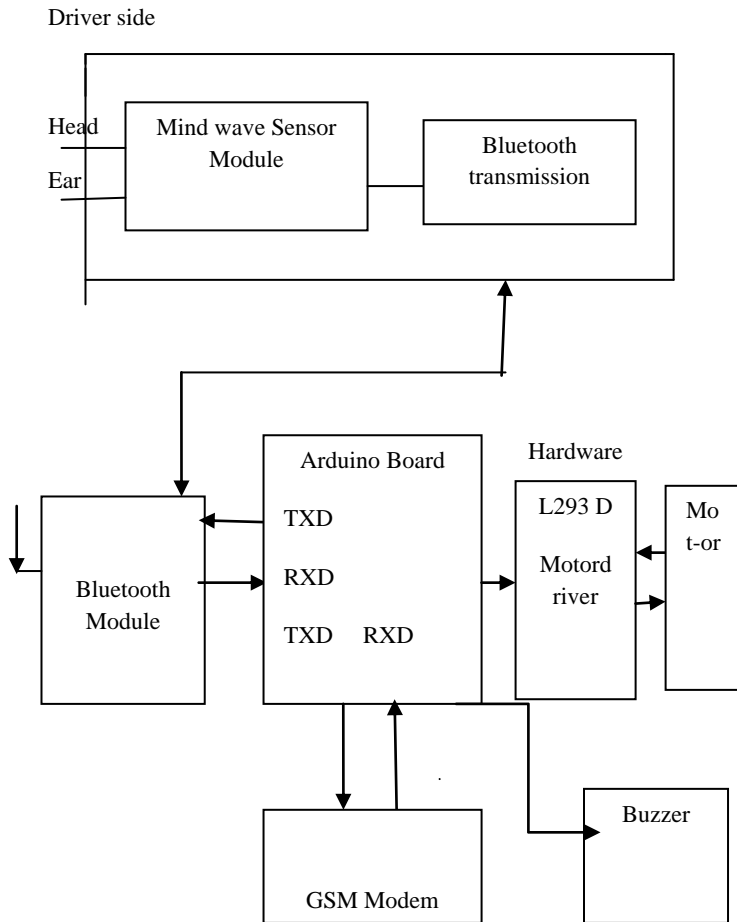 Driver side
Head
Ear
Mind wave Sensor
Module
Bluetooth
transmission
Arduino Board
TXD
RXD
TXD RXD
Hardware
L293 D
Motord
river
Mo
t-or
Bluetooth
Module
GSM Modem
Buzzer